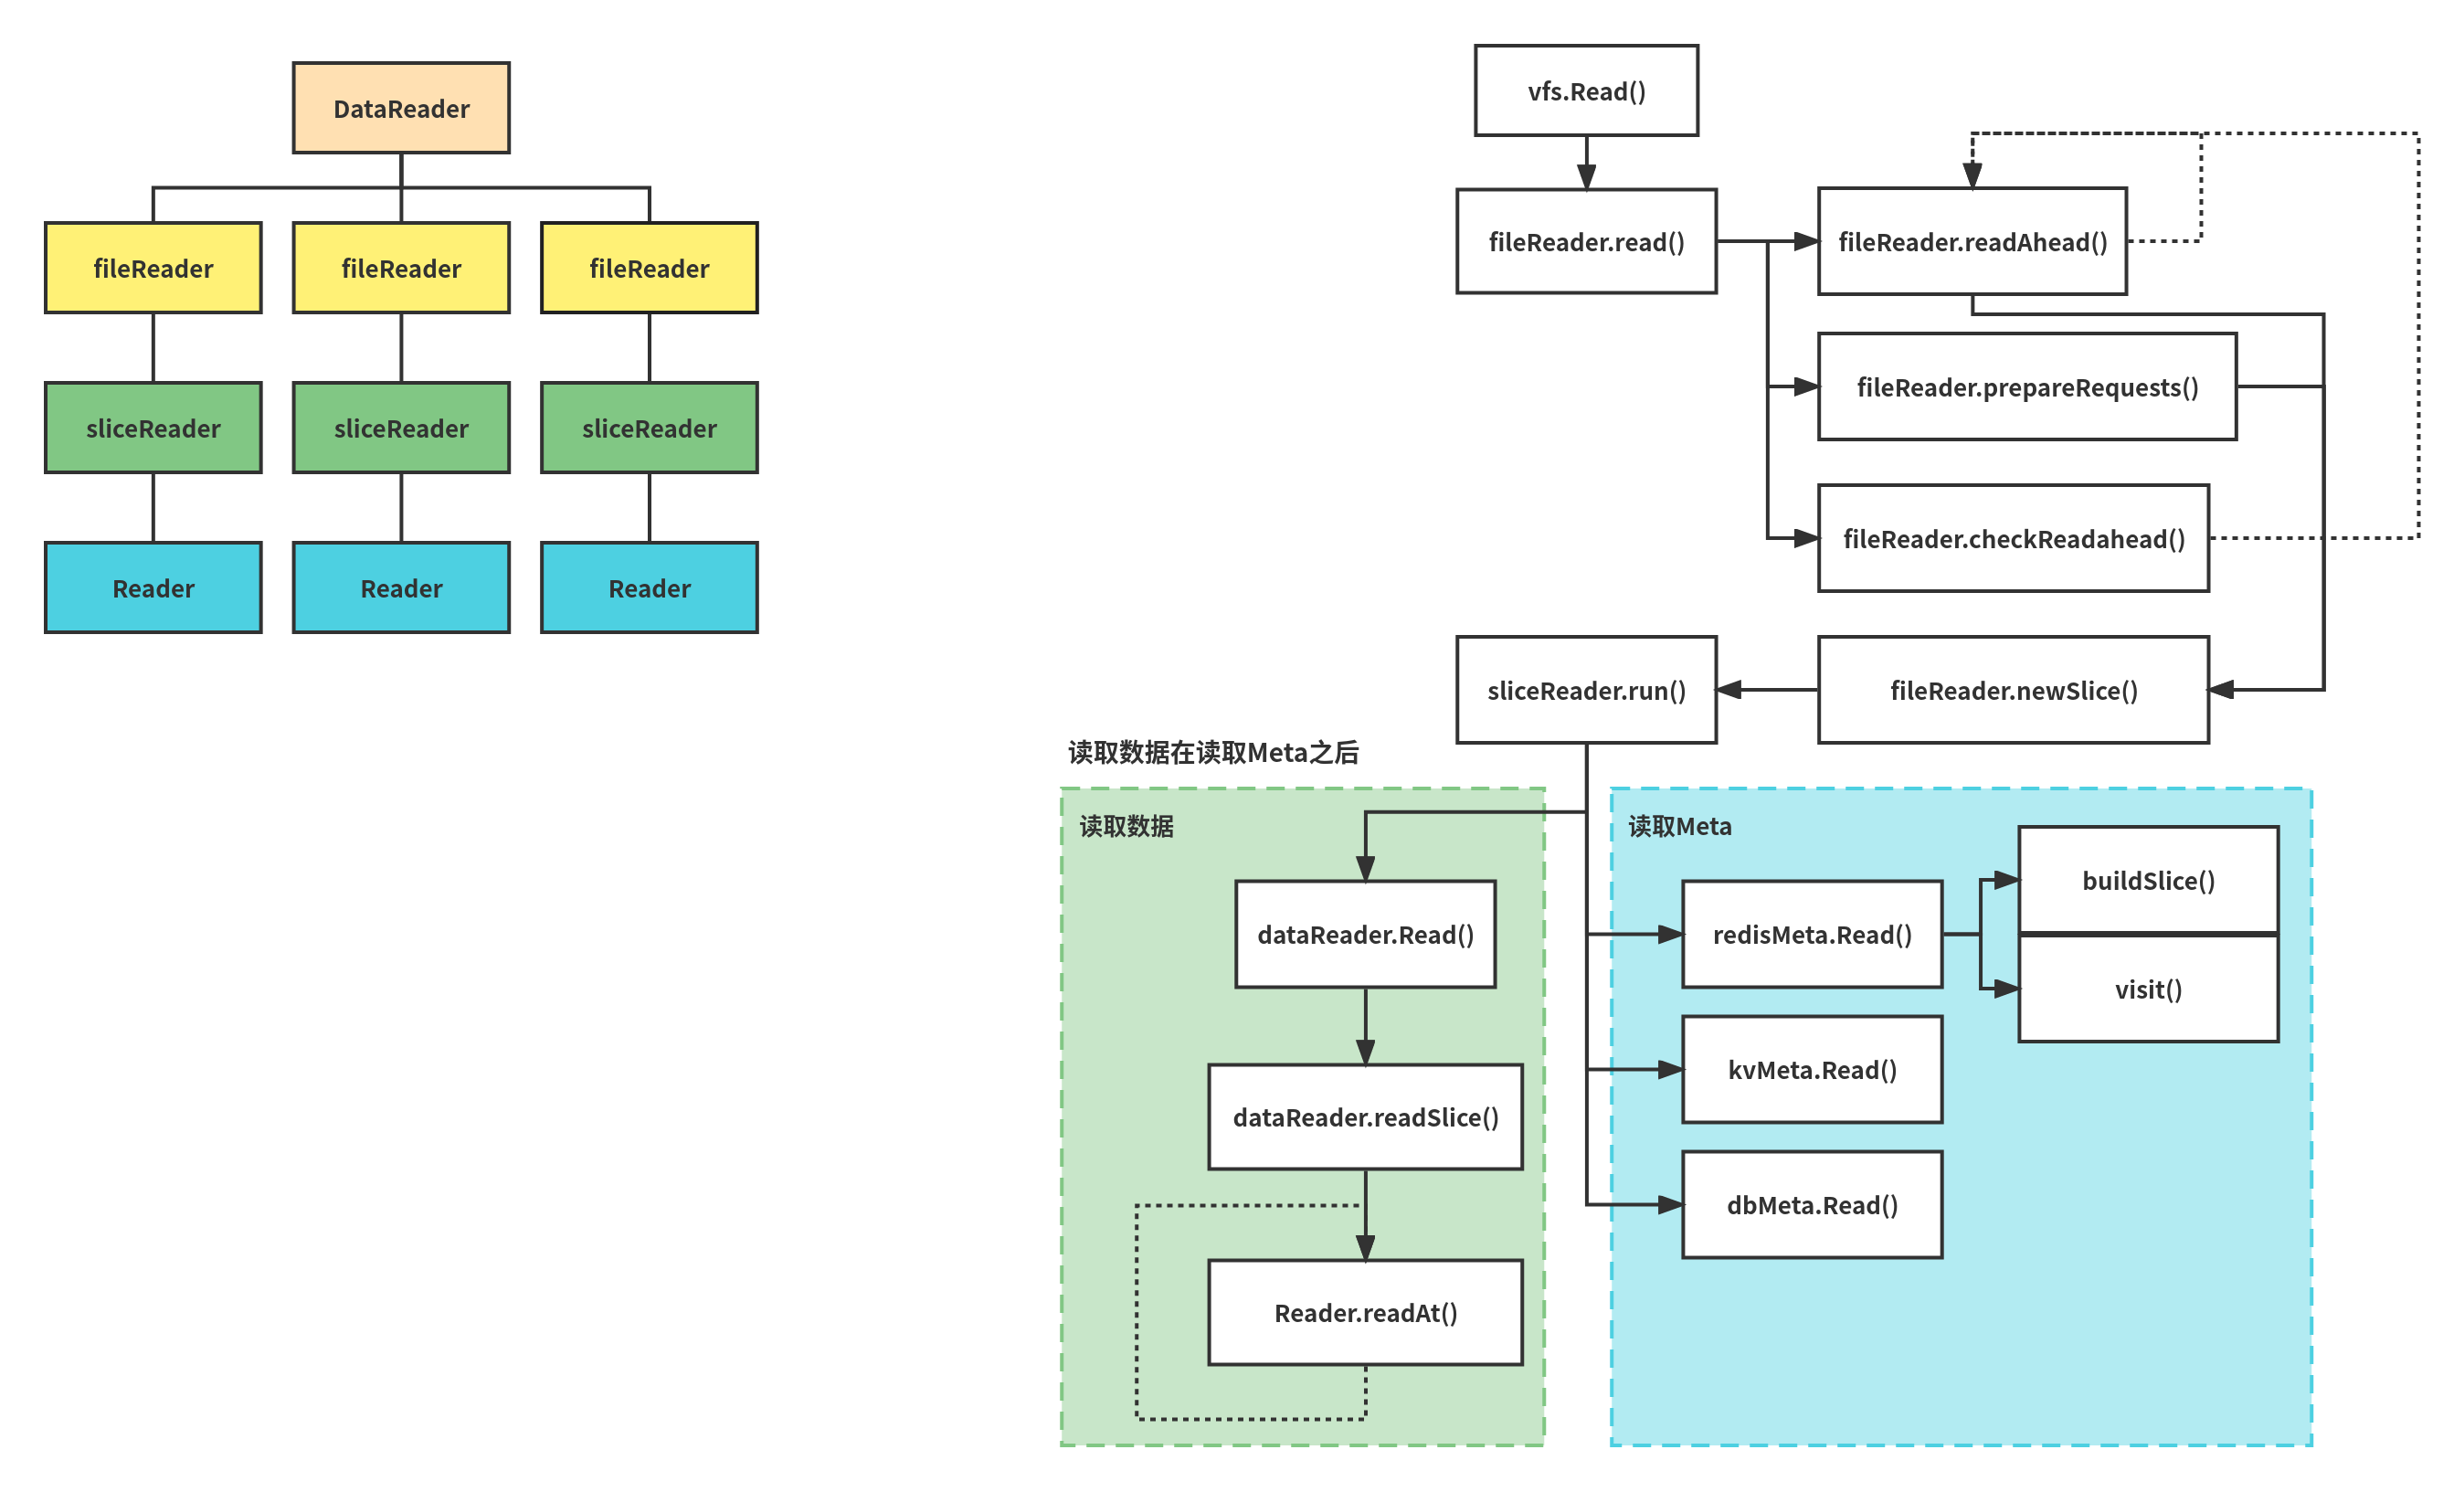 DataReader
fileReader
fileReader
fileReader
sliceReader
sliceReader
sliceReader
Reader
Reader
Reader
vfs.Read()
fileReader.read()
fileReader.readAhead()
fileReader.prepareRequests()
fileReader.checkReadahead()
sliceReader.run()
fileReader.newSlice()
读取数据在读取Meta之后
读取数据
dataReader.Read()
dataReader.readSlice()
Reader.readAt()
读取Meta
redisMeta.Read()
buildSlice()
visit()
kvMeta.Read()
dbMeta.Read()